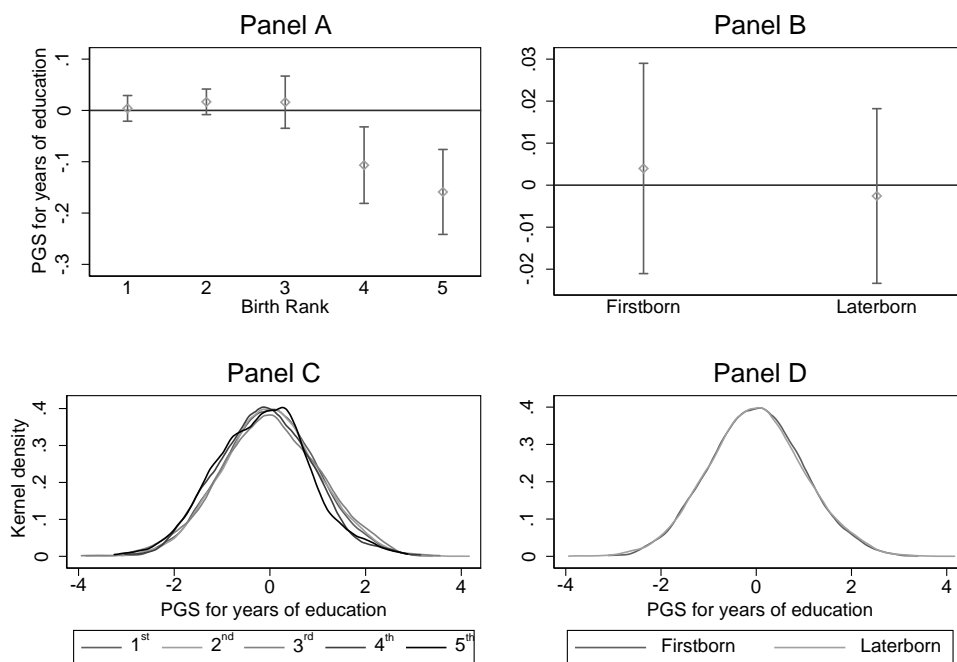 Panel A
PGS for years of education
.1
0
-.1
-.2
-.3
1 2 3 4 5
Birth Rank
Panel B
.03
.02
.01
0
-.01
-.02
Firstborn Laterborn
Panel C
Kernel density
.4
.3
.2
.1
0
-4 -2 0 2 4
PGS for years of education
1st 2nd 3rd 4th 5th
Panel D
.4
.3
.2
.1
0
-4 -2 0 2 4
PGS for years of education
Firstborn Laterborn